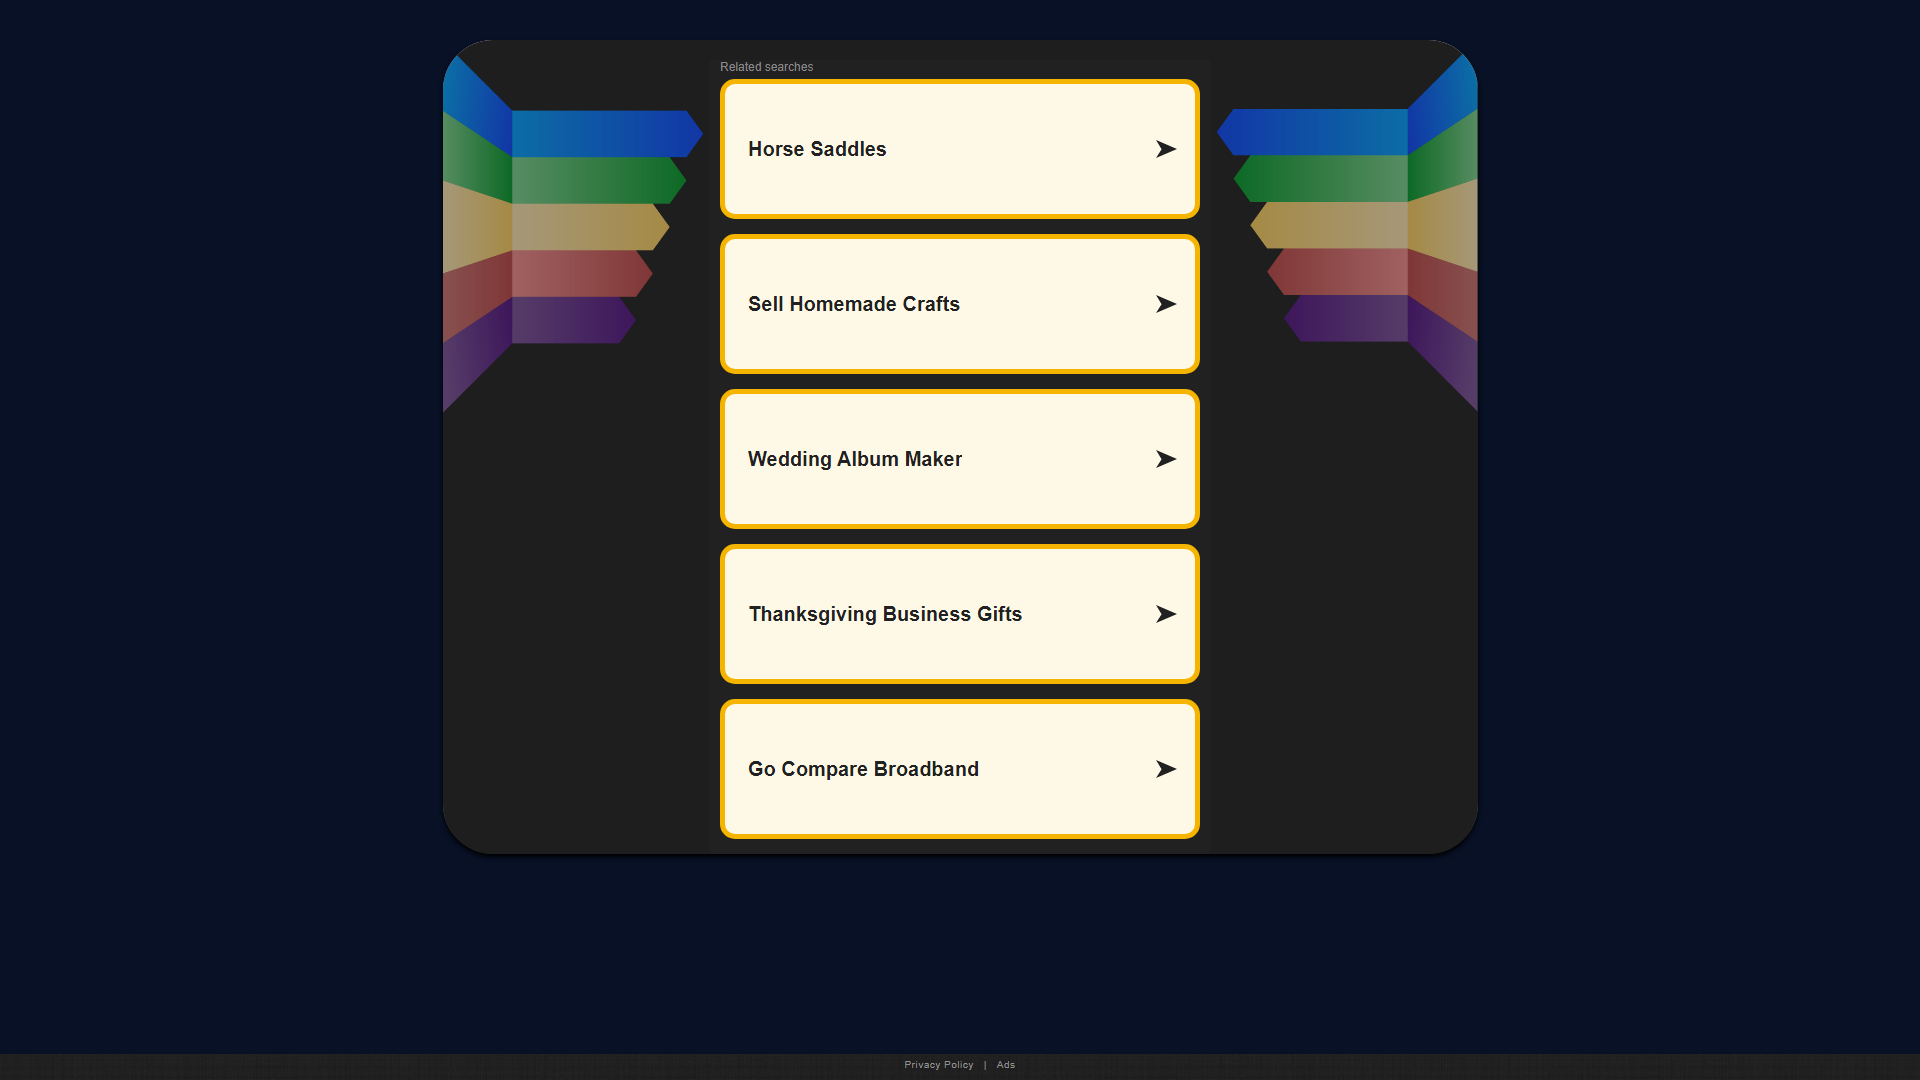 Related searches
Horse Saddles
Sell Homemade Crafts
Wedding Album Maker
Thanksgiving Business Gifts
Go Compare Broadband
Privacy Policy | Ads